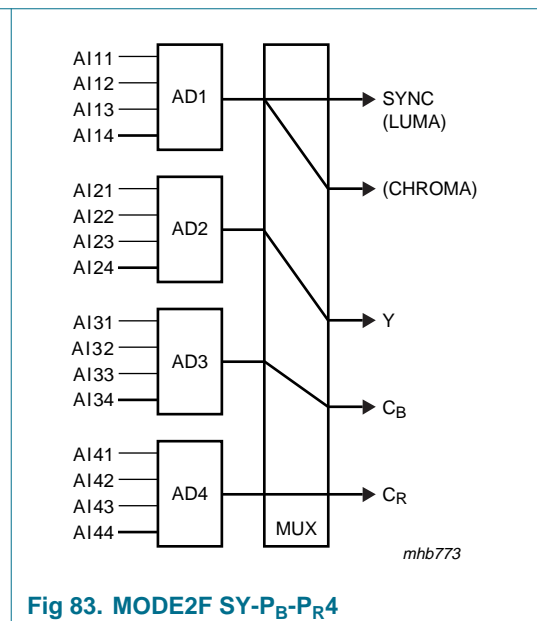 AI11
AI12
AI13
AI14
AD1
SYNC
(LUMA)
(CHROMA)
AI21
AI22
AI23
AI24
AD2
Y
AI31
AI32
AI33
AI34
AD3
CB
AI41
AI42
AI43
AI44
AD4
CR
MUX
mhb773
Fig 83. MODE2F SY-PB-PR4